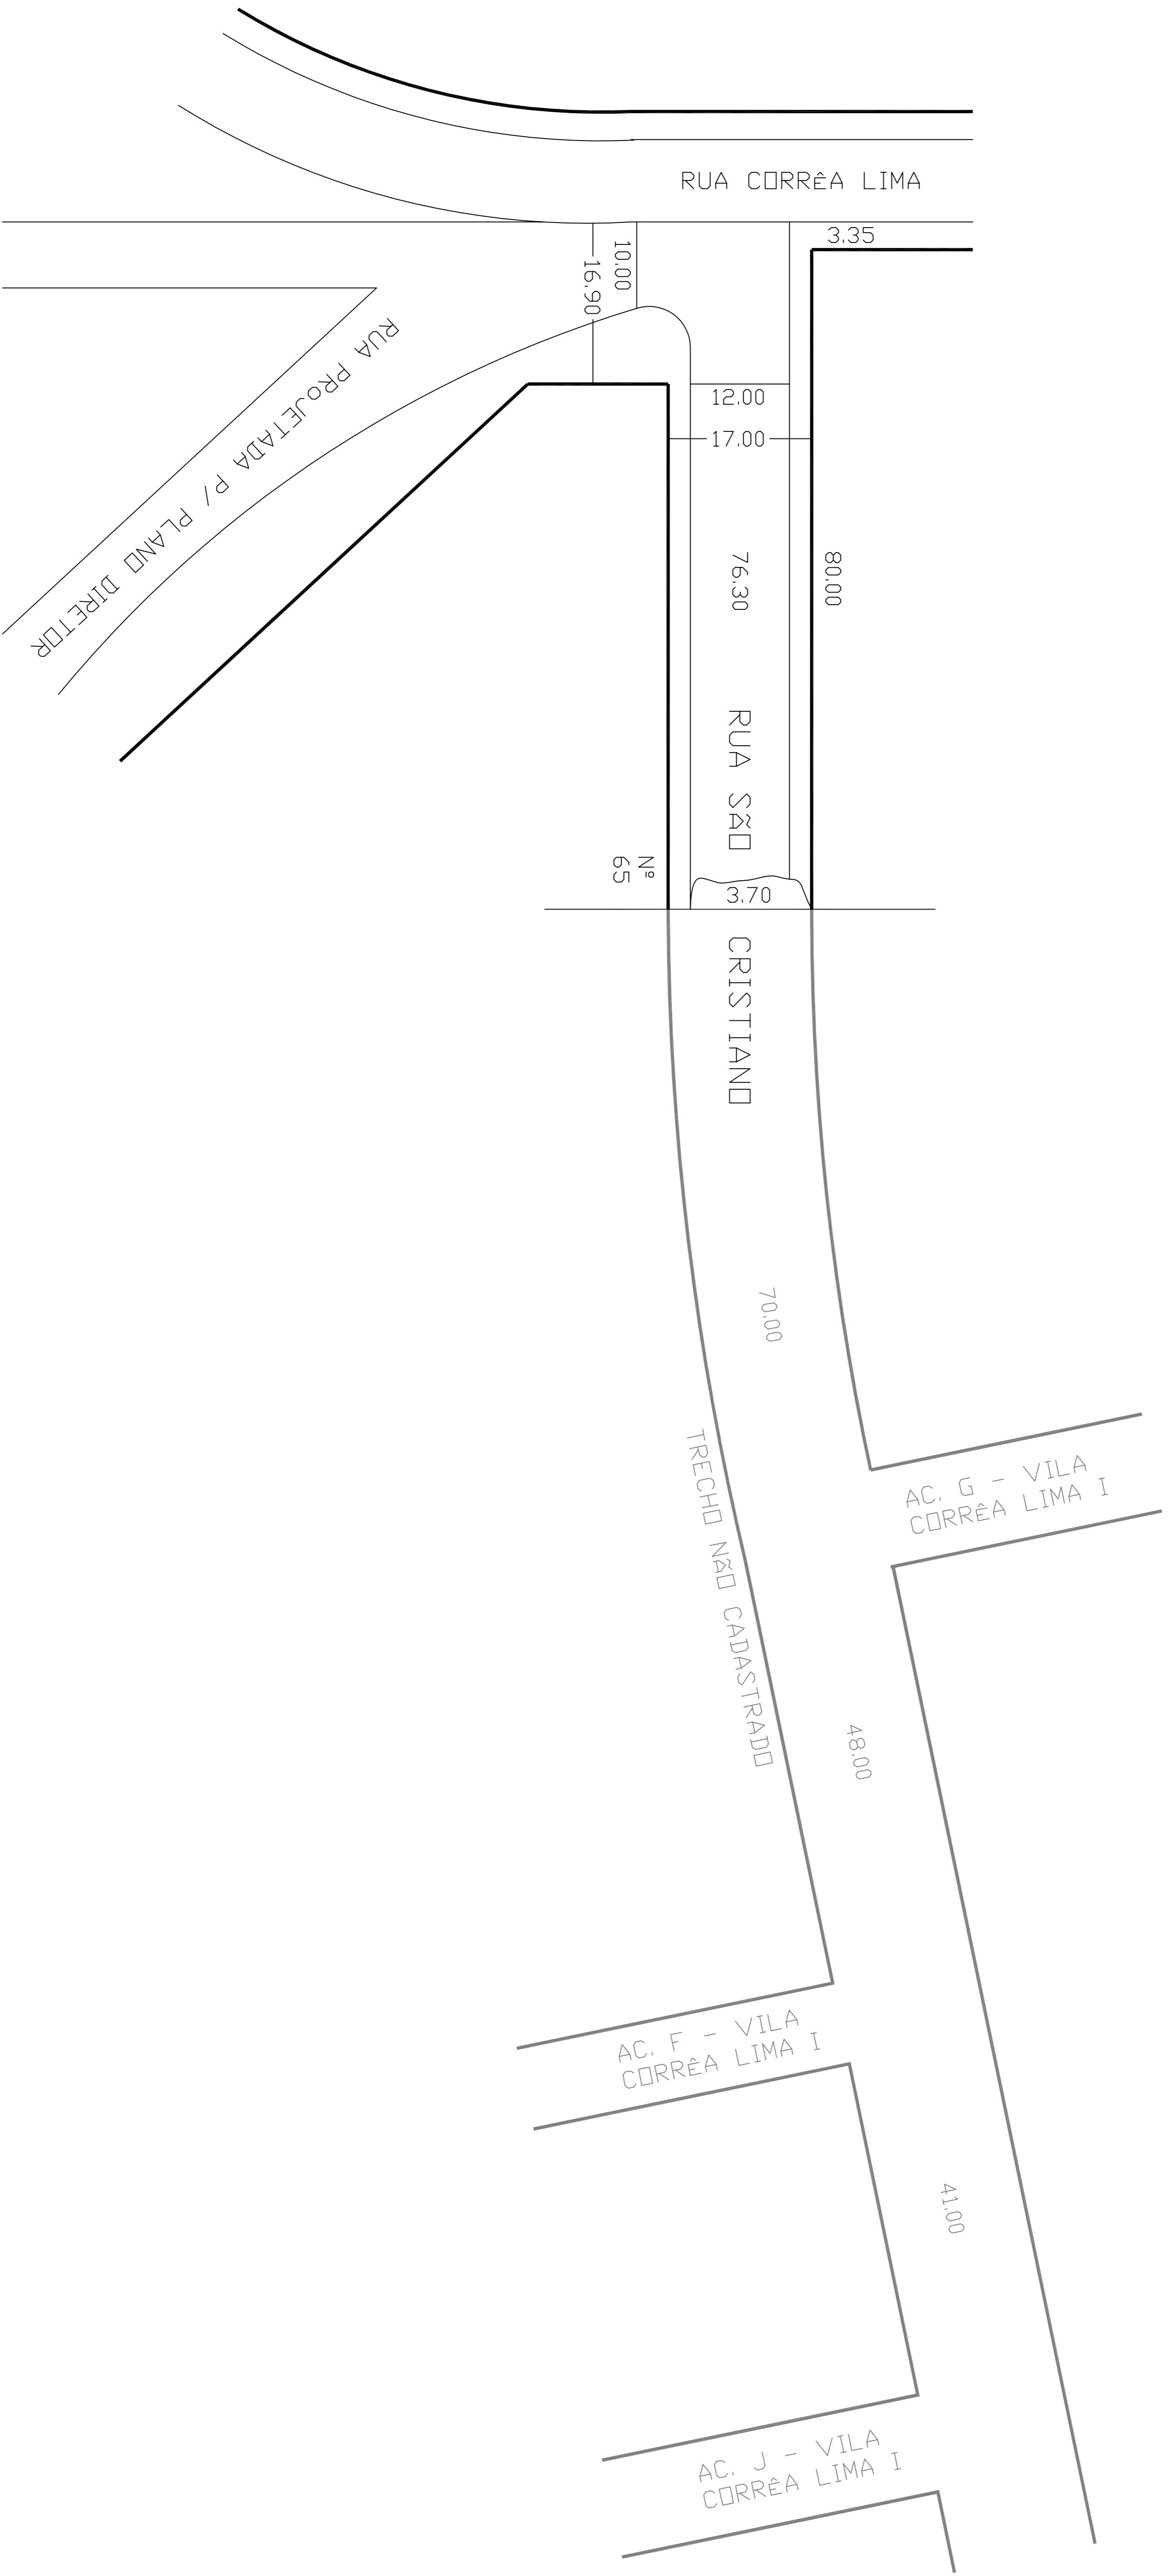 RUA CORRÊA LIMA
3.35
10.00
16.90
RUA PROJETADA P/ PLANO DIRETOR
12.00
17.00
76.30
80.00
RUA SÃO CRISTIANO
Nº
65
3.70
70.00
TRECHO NÃO CADASTRADO
AC. G - VILA
CORRÊA LIMA I
48.00
AC. F - VILA
CORRÊA LIMA I
41.00
AC. J - VILA
CORRÊA LIMA I